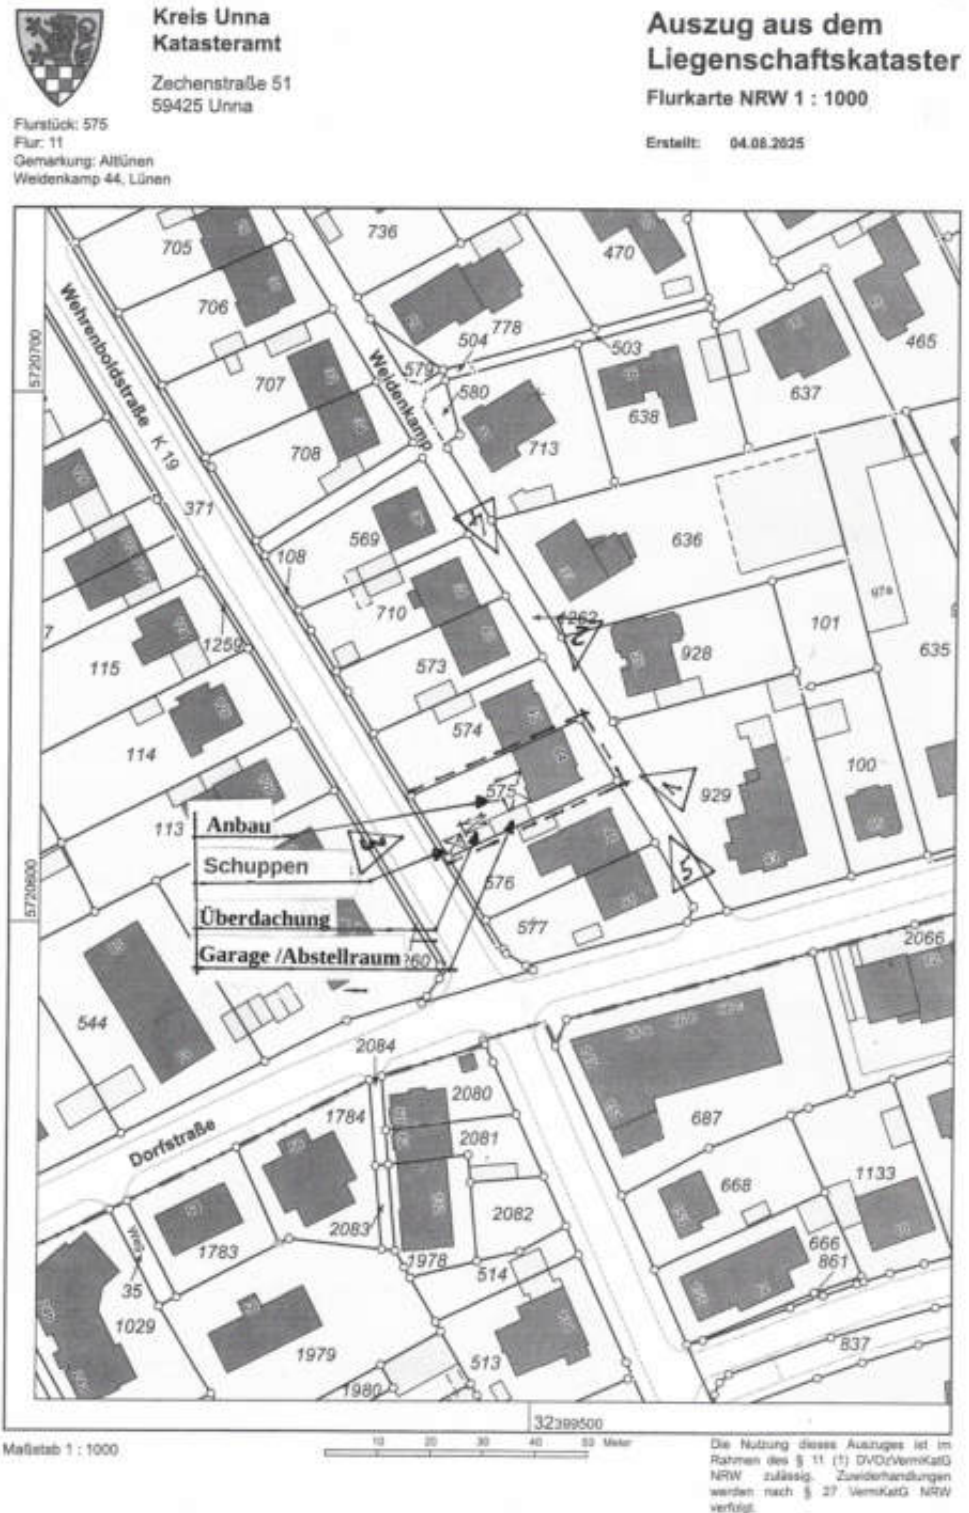 Kreis Unna
Katasteramt
Zechenstraße 51
59425 Unna
Auszug aus dem
Liegenschaftskataster
Flurkarte NRW 1 : 1000
Erstellt: 04.08.2025
Flurstück: 575
Flur: 11
Gemarkung: Altlünen
Weidenkamp 44, Lünen
705
736
470
706
778
504
503
465
5720700
Wehrenboldstraße K 19
Weidenkamp
579
707
580
638
637
708
713
371
569
636
108
1262
710
101
1259
928
635
115
573
574
114
575
929
100
113
Anbau
Schuppen
576
Überdachung
577
Garage /Abstellraum
5720600
2066
544
2084
1784
2080
687
Dorfstraße
2081
668
1133
2083
2082
1783
1978
666
514
861
35
1029
1979
513
837
1980
32399500
Maßstab 1 : 1000
10 20 30 40 50 Meter
Die Nutzung dieses Auszuges ist im
Rahmen des § 11 (1) DVOzVermKatG
NRW zulässig. Zuwiderhandlungen
werden nach § 27 VermKatG NRW
verfolgt.